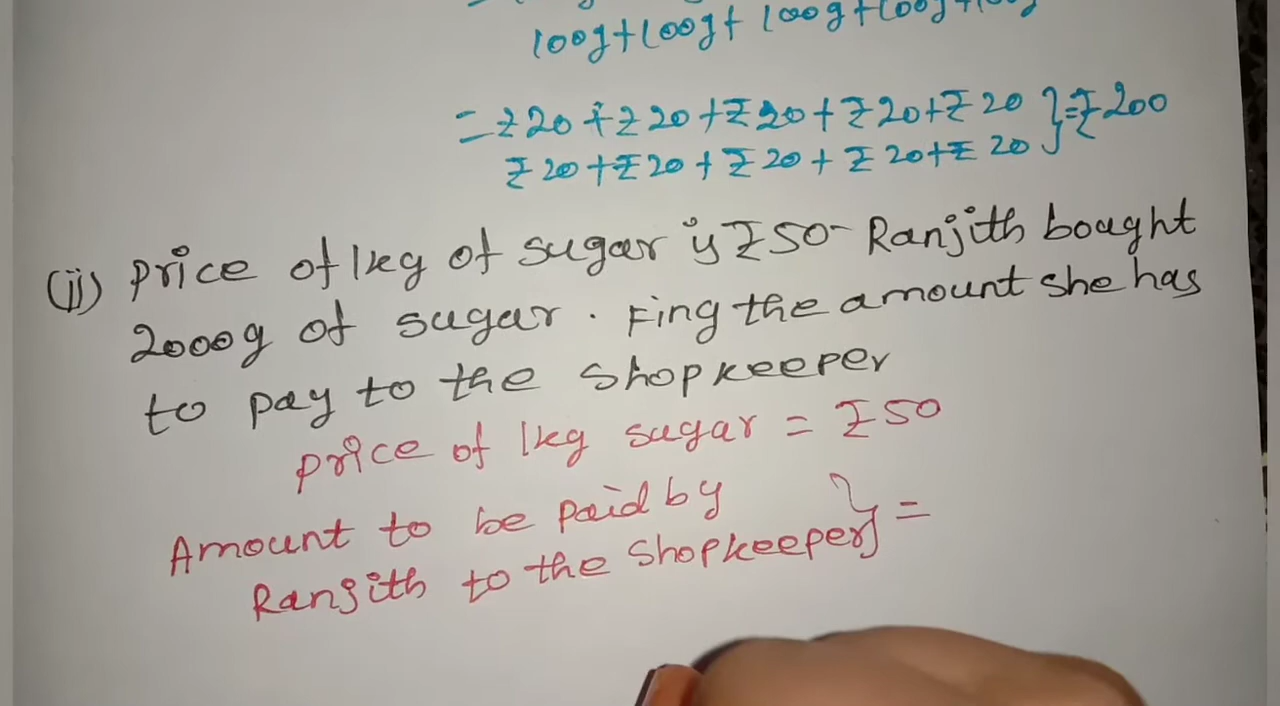 100g+100g+ 100g+100g+100g
=₹20+₹20+₹20+₹20+₹20 }=₹200
₹20+₹20+₹20+₹20+₹20
(ii) price of 1kg of sugar is ₹50- Ranjith bought
2000g of sugar. Fing the amount she has
to pay to the shopkeeper
price of 1kg sugar = ₹50
Amount to be paid by
Ranjith to the shopkeeper} =